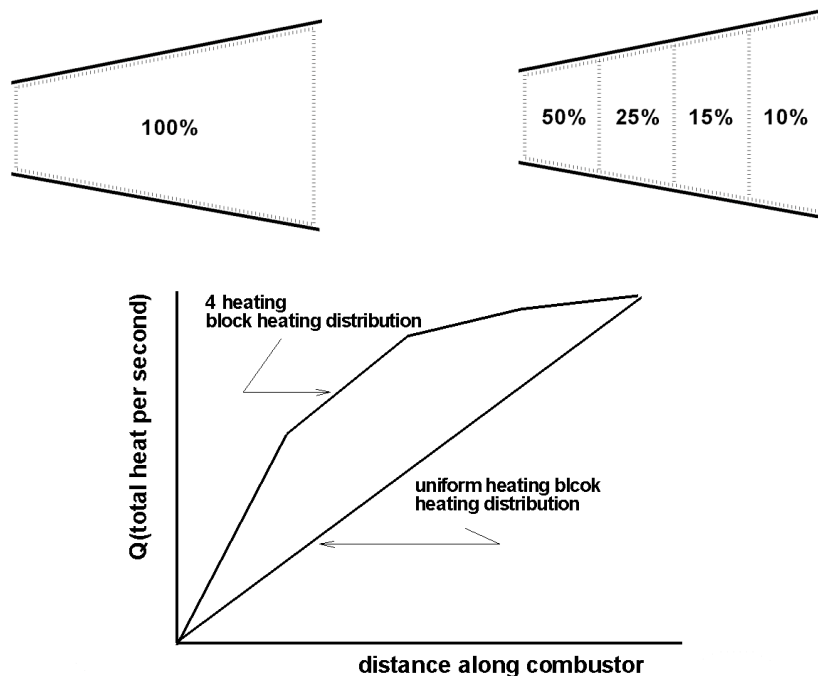 100%
50% 25% 15% 10%
4 heating
block heating distribution
uniform heating blcok
heating distribution
Q(total heat per second)
distance along combustor